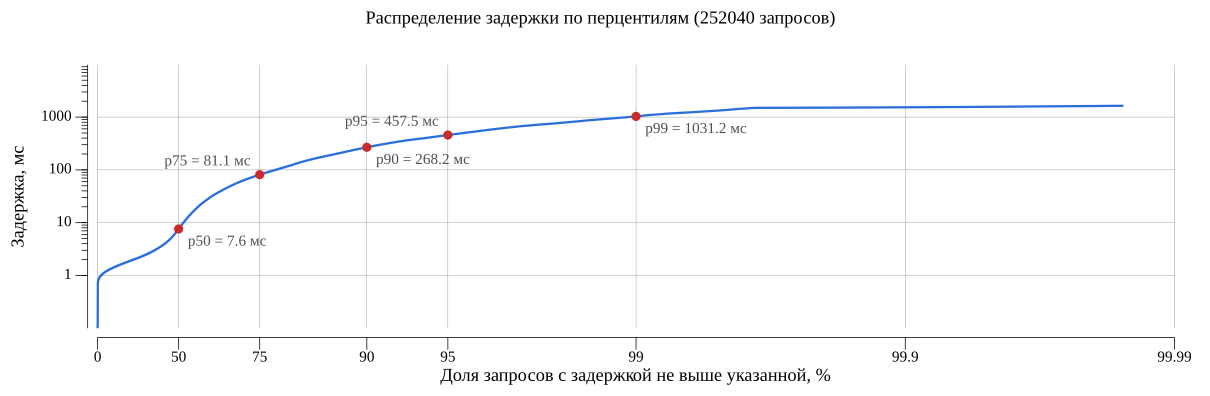 Распределение задержки по перцентилям (252040 запросов)
Задержка, мс
1000
100
10
1
p95 = 457.5 мс
p99 = 1031.2 мс
p75 = 81.1 мс
p90 = 268.2 мс
p50 = 7.6 мс
0 50 75 90 95 99 99.9 99.99
Доля запросов с задержкой не выше указанной, %